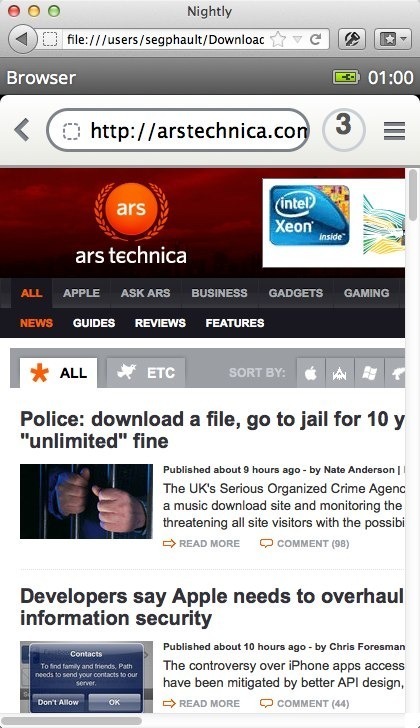 Nightly
file:///users/segphault/Download
Browser
01:00
http://arstechnica.com
3
ars
ars technica
intel
Xeon
inside
ALL APPLE ASK ARS BUSINESS GADGETS GAMING
NEWS GUIDES REVIEWS FEATURES
ALL ETC SORT BY:
Police: download a file, go to jail for 10 y
"unlimited" fine
Published about 9 hours ago - by Nate Anderson |
The UK's Serious Organized Crime Agenc
a music download site and monitoring the
threatening all site visitors with the possibi
READ MORE COMMENT (98)
Developers say Apple needs to overhaul
information security
Published about 10 hours ago - by Chris Foresman
The controversy over iPhone apps access
have been mitigated by better API design,
READ MORE COMMENT (44)
Contacts
To find family and friends, Path
needs to send your contacts to our
server.
Don't Allow OK